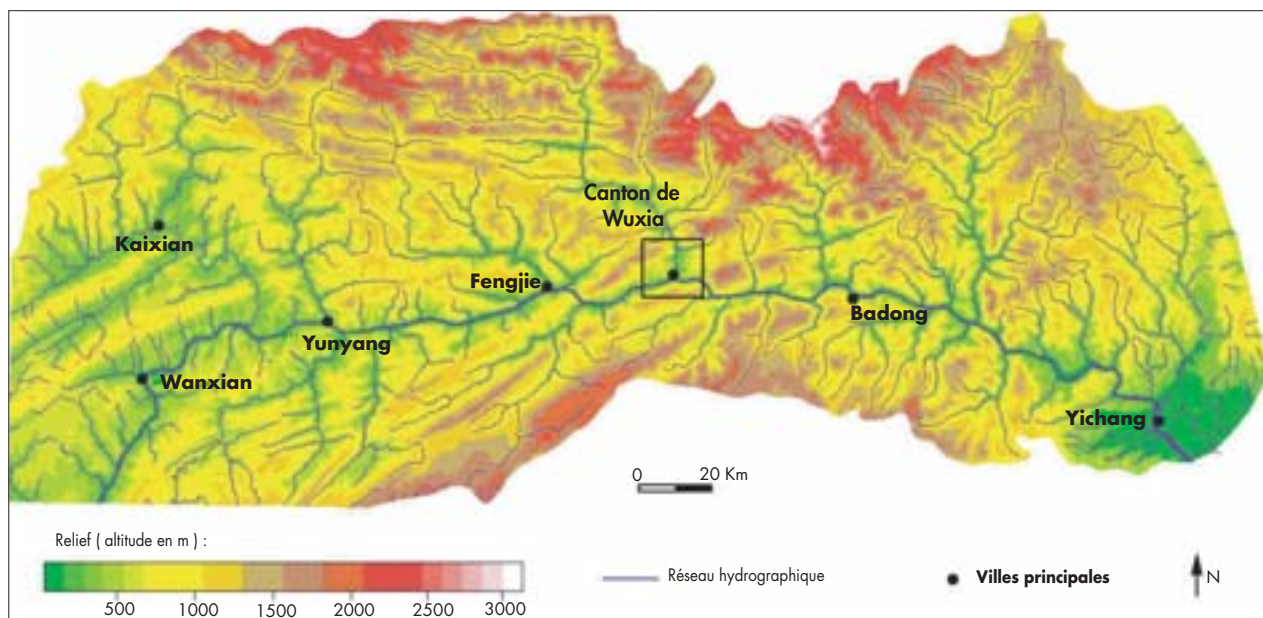 Canton de
Wuxia
Kaixian
Fengjie
Badong
Yunyang
Wanxian
Yichang
0 20 Km
Relief ( altitude en m ) :
500 1000 1500 2000 2500 3000
Réseau hydrographique
Villes principales
N